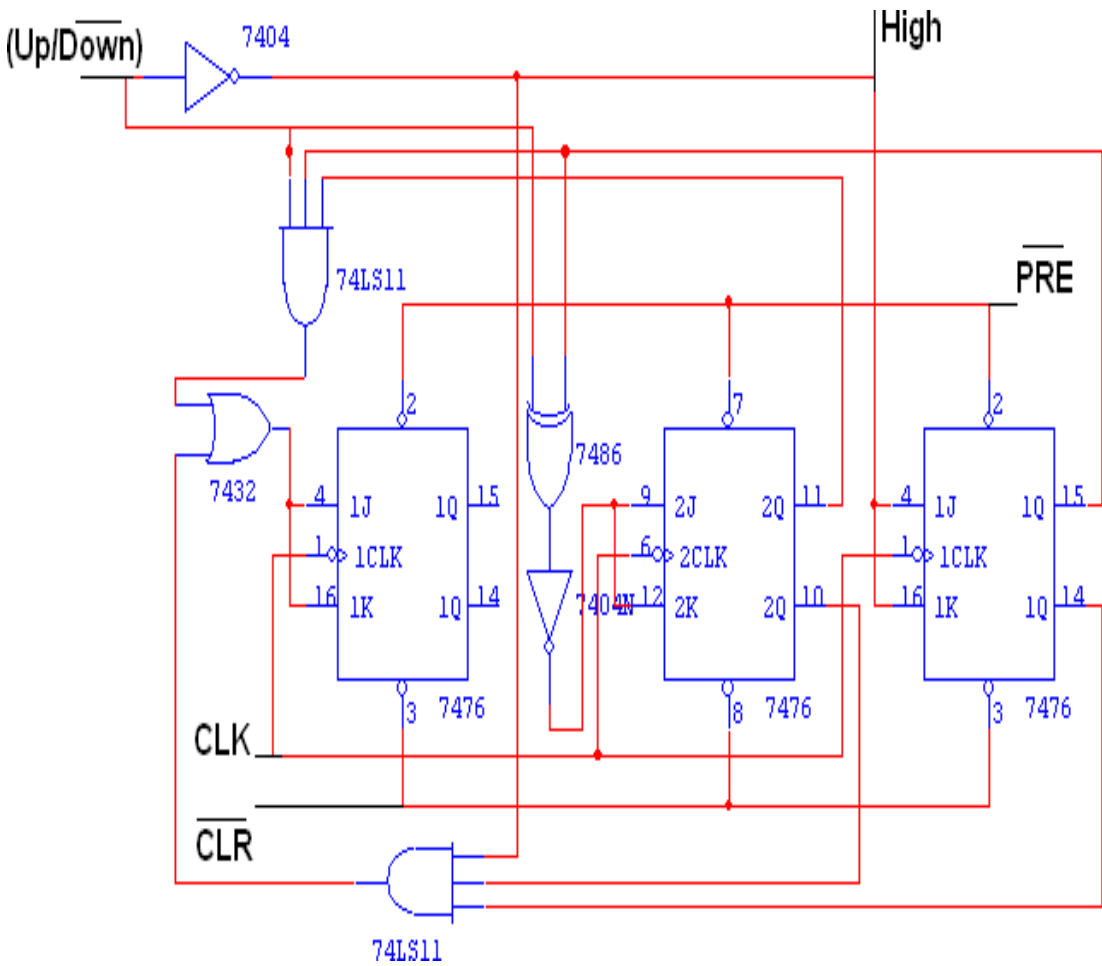 (Up/Down)
7404
High
74LS11
PRE
2
7
2
7486
7432
4 1J 1Q 15
9 2J 2Q 11
4 1J 1Q 15
1 1CLK
6 2CLK
1 1CLK
16 1K 1Q 14
7404N
12 2K 2Q 10
16 1K 1Q 14
3 7476
8 7476
3 7476
CLK
CLR
74LS11